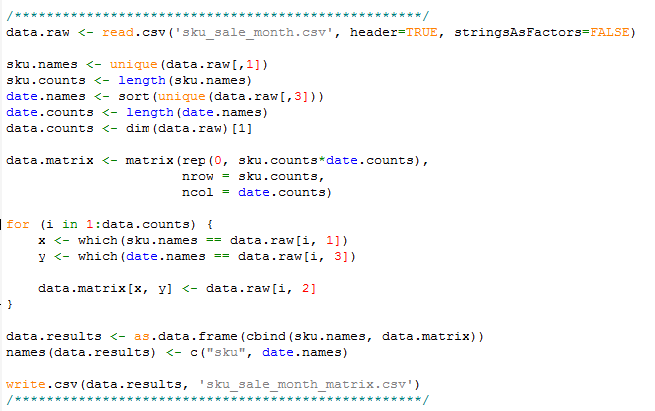 /***************************************************/
data.raw <- read.csv('sku_sale_month.csv', header=TRUE, stringsAsFactors=FALSE)
sku.names <- unique(data.raw[,1])
sku.counts <- length(sku.names)
date.names <- sort(unique(data.raw[,3]))
date.counts <- length(date.names)
data.counts <- dim(data.raw)[1]
data.matrix <- matrix(rep(0, sku.counts*date.counts),
nrow = sku.counts,
ncol = date.counts)
for (i in 1:data.counts) {
x <- which(sku.names == data.raw[i, 1])
y <- which(date.names == data.raw[i, 3])
data.matrix[x, y] <- data.raw[i, 2]
}
data.results <- as.data.frame(cbind(sku.names, data.matrix))
names(data.results) <- c("sku", date.names)
write.csv(data.results, 'sku_sale_month_matrix.csv')
/***************************************************/